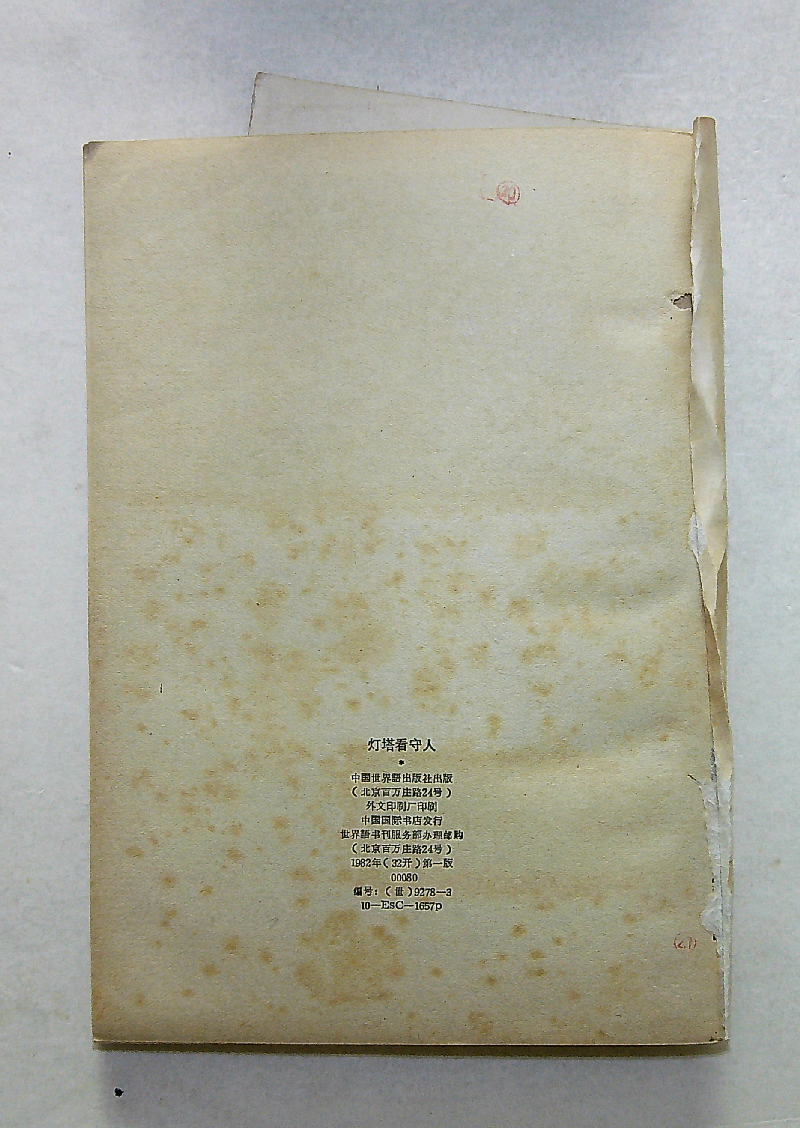 灯塔看守人
*
中国世界語出版社出版
（北京百万庄路24号）
外文印刷厂印刷
中国国际书店发行
世界語书刊服务部办理邮购
（北京百万庄路24号）
1982年（32开）第一版
00080
编号：（世）9278—3
10—EsC—1657p